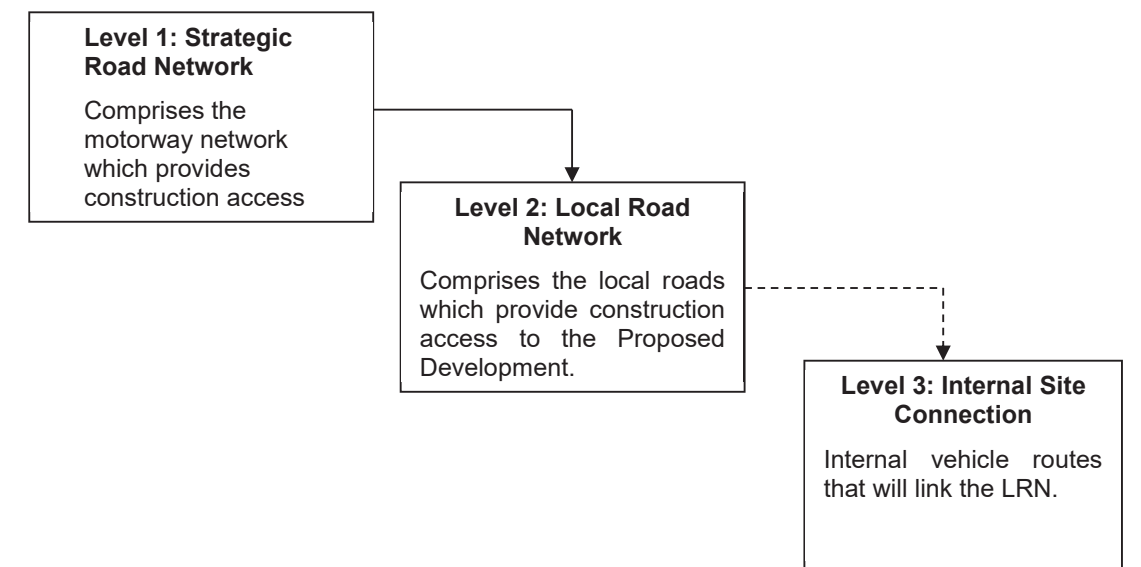 Level 1: Strategic
Road Network
Comprises the
motorway network
which provides
construction access
Level 2: Local Road
Network
Comprises the local roads
which provide construction
access to the Proposed
Development.
Level 3: Internal Site
Connection
Internal vehicle routes
that will link the LRN.